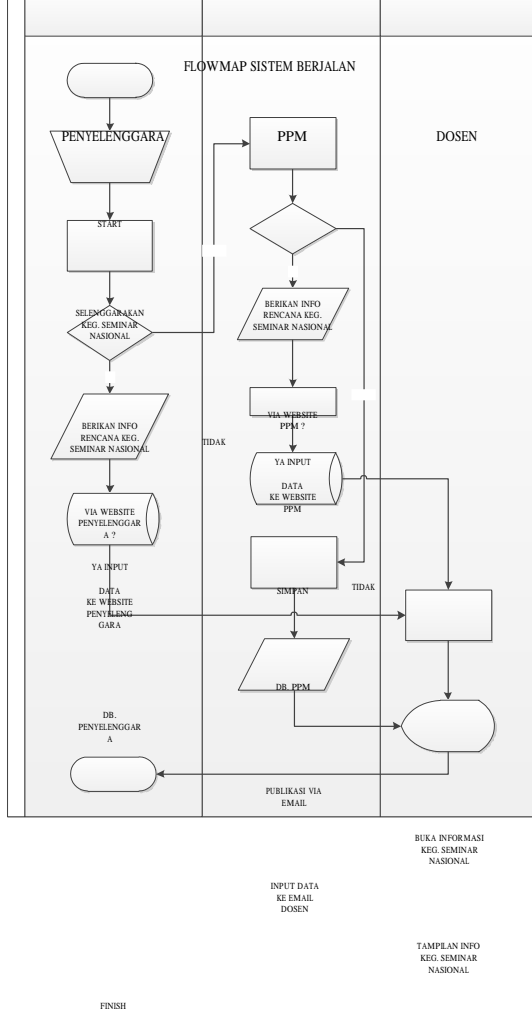 FLOWMAP SISTEM BERJALAN
PENYELENGGARA
PPM
DOSEN
START
SELENGGARAKAN
KEG. SEMINAR
NASIONAL
BERIKAN INFO
RENCANA KEG.
SEMINAR NASIONAL
BERIKAN INFO
RENCANA KEG.
SEMINAR NASIONAL
TIDAK
VIA WEBSITE
PPM ?
YA INPUT
DATA
KE WEBSITE
PPM
VIA WEBSITE
PENYELENGGAR
A ?
YA INPUT
DATA
KE WEBSITE
PENYELENG
GARA
SIMPAN
TIDAK
DB. PPM
DB.
PENYELENGGAR
A
PUBLIKASI VIA
EMAIL
BUKA INFORMASI
KEG. SEMINAR
NASIONAL
INPUT DATA
KE EMAIL
DOSEN
TAMPILAN INFO
KEG. SEMINAR
NASIONAL
FINISH